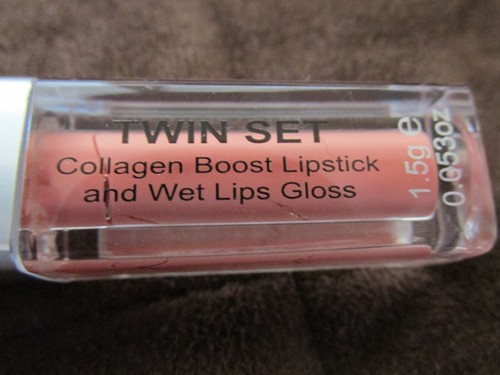 TWIN SET
Collagen Boost Lipstick
and Wet Lips Gloss
1.5g e
0.053oz